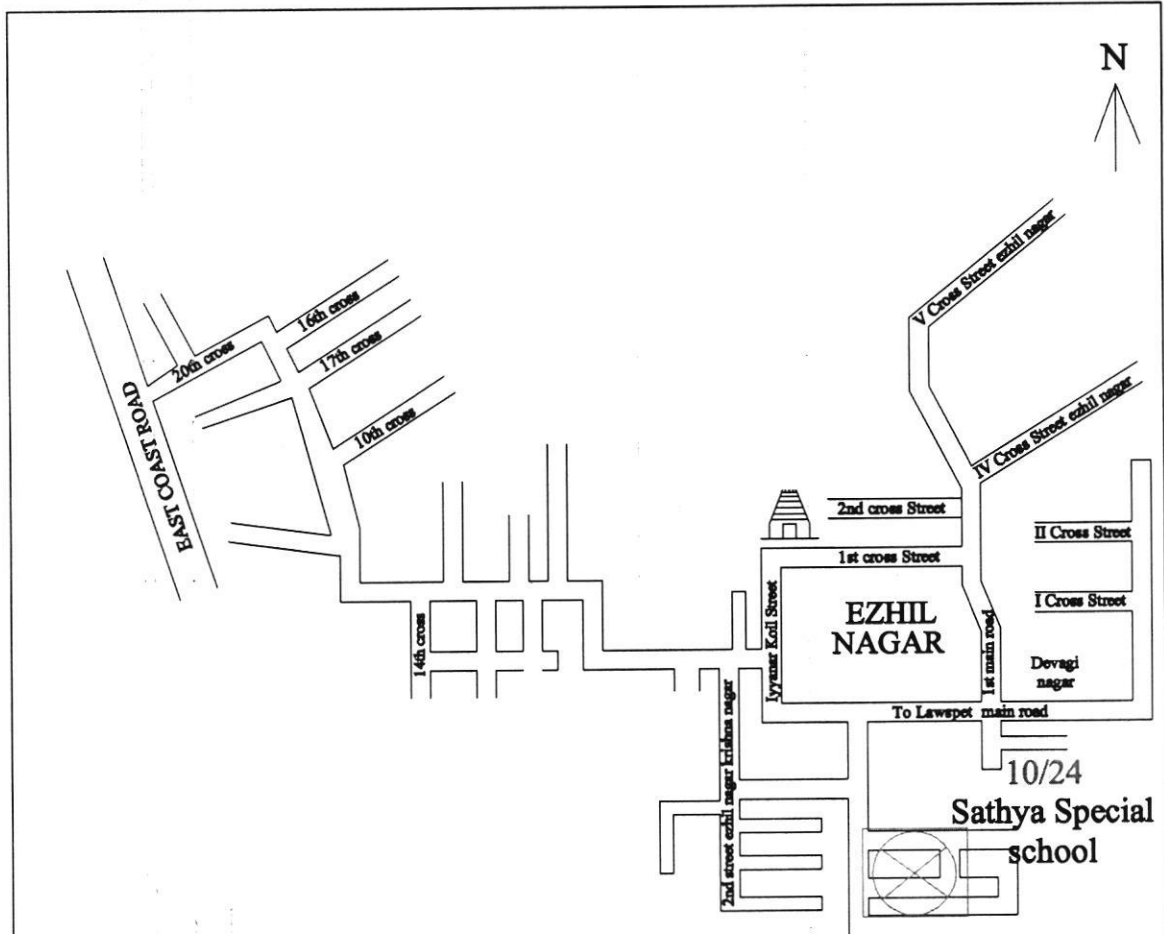 N
V Cross Street ezhil nagar
16th cross
20th cross
17th cross
EAST COAST ROAD
10th cross
IV Cross Street ezhil nagar
2nd cross Street
1st cross Street
II Cross Street
I Cross Street
Iyyanar Koil Street
EZHIL
NAGAR
1st main road
14th cross
Devagi
nagar
To Lawspet main road
2nd street ezhil nagar krishna nagar
10/24
Sathya Special
school